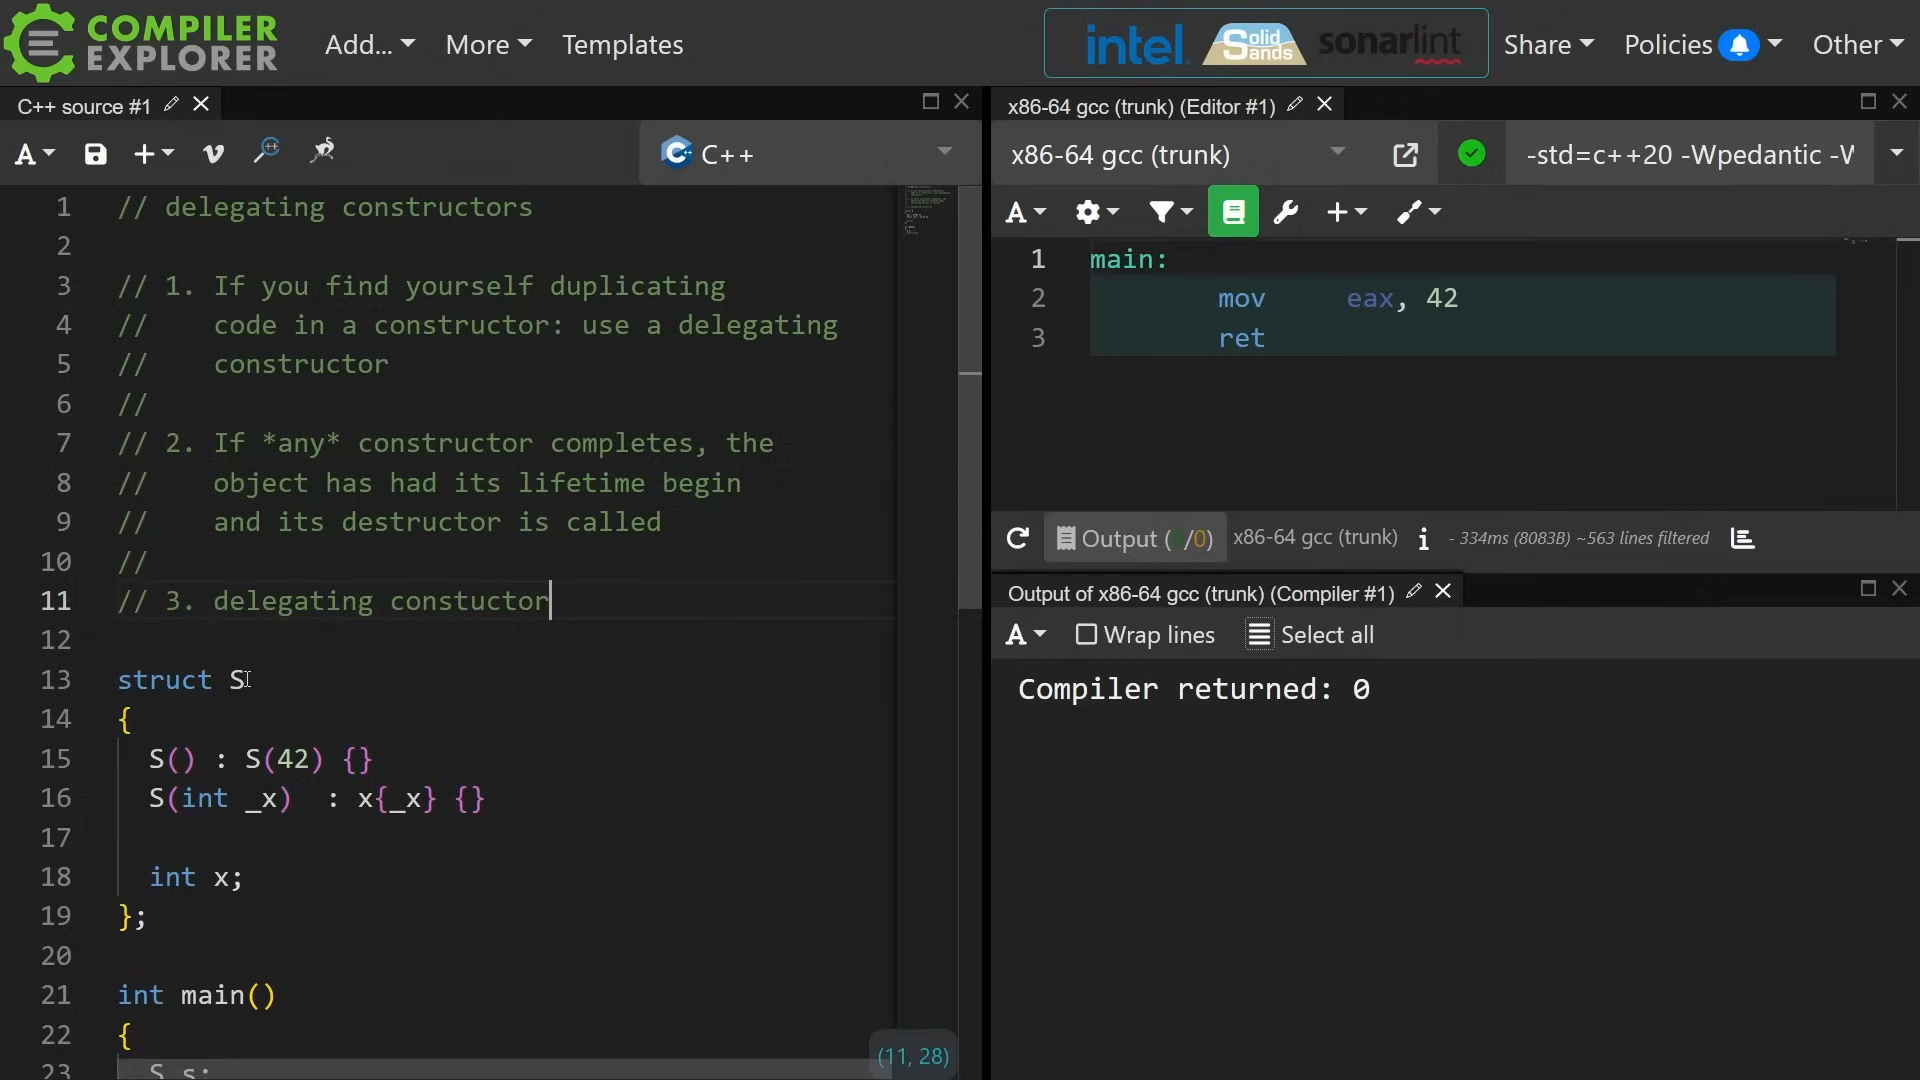 COMPILER EXPLORER
Add... More Templates
intel. Solid Sands sonarlint
Share Policies Other
C++ source #1
x86-64 gcc (trunk) (Editor #1)
A + v
C++
x86-64 gcc (trunk)
-std=c++20 -Wpedantic -W
A +
1 // delegating constructors
2
3 // 1. If you find yourself duplicating
4 //    code in a constructor: use a delegating
5 //    constructor
6 //
7 // 2. If *any* constructor completes, the
8 //    object has had its lifetime begin
9 //    and its destructor is called
10 //
11 // 3. delegating constuctor
12
13 struct S
14 {
15   S() : S(42) {}
16   S(int _x)  : x{_x} {}
17
18   int x;
19 };
20
21 int main()
22 {
23   S s;
(11, 28)
1 main:
2         mov     eax, 42
3         ret
Output ( /0) x86-64 gcc (trunk) i - 334ms (8083B) ~563 lines filtered
Output of x86-64 gcc (trunk) (Compiler #1)
A Wrap lines Select all
Compiler returned: 0